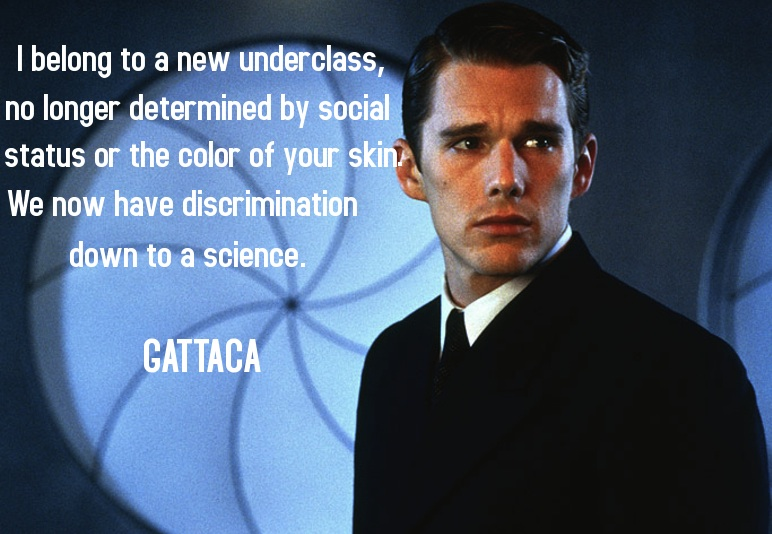 I belong to a new underclass,
no longer determined by social
status or the color of your skin.
We now have discrimination
down to a science.
GATTACA